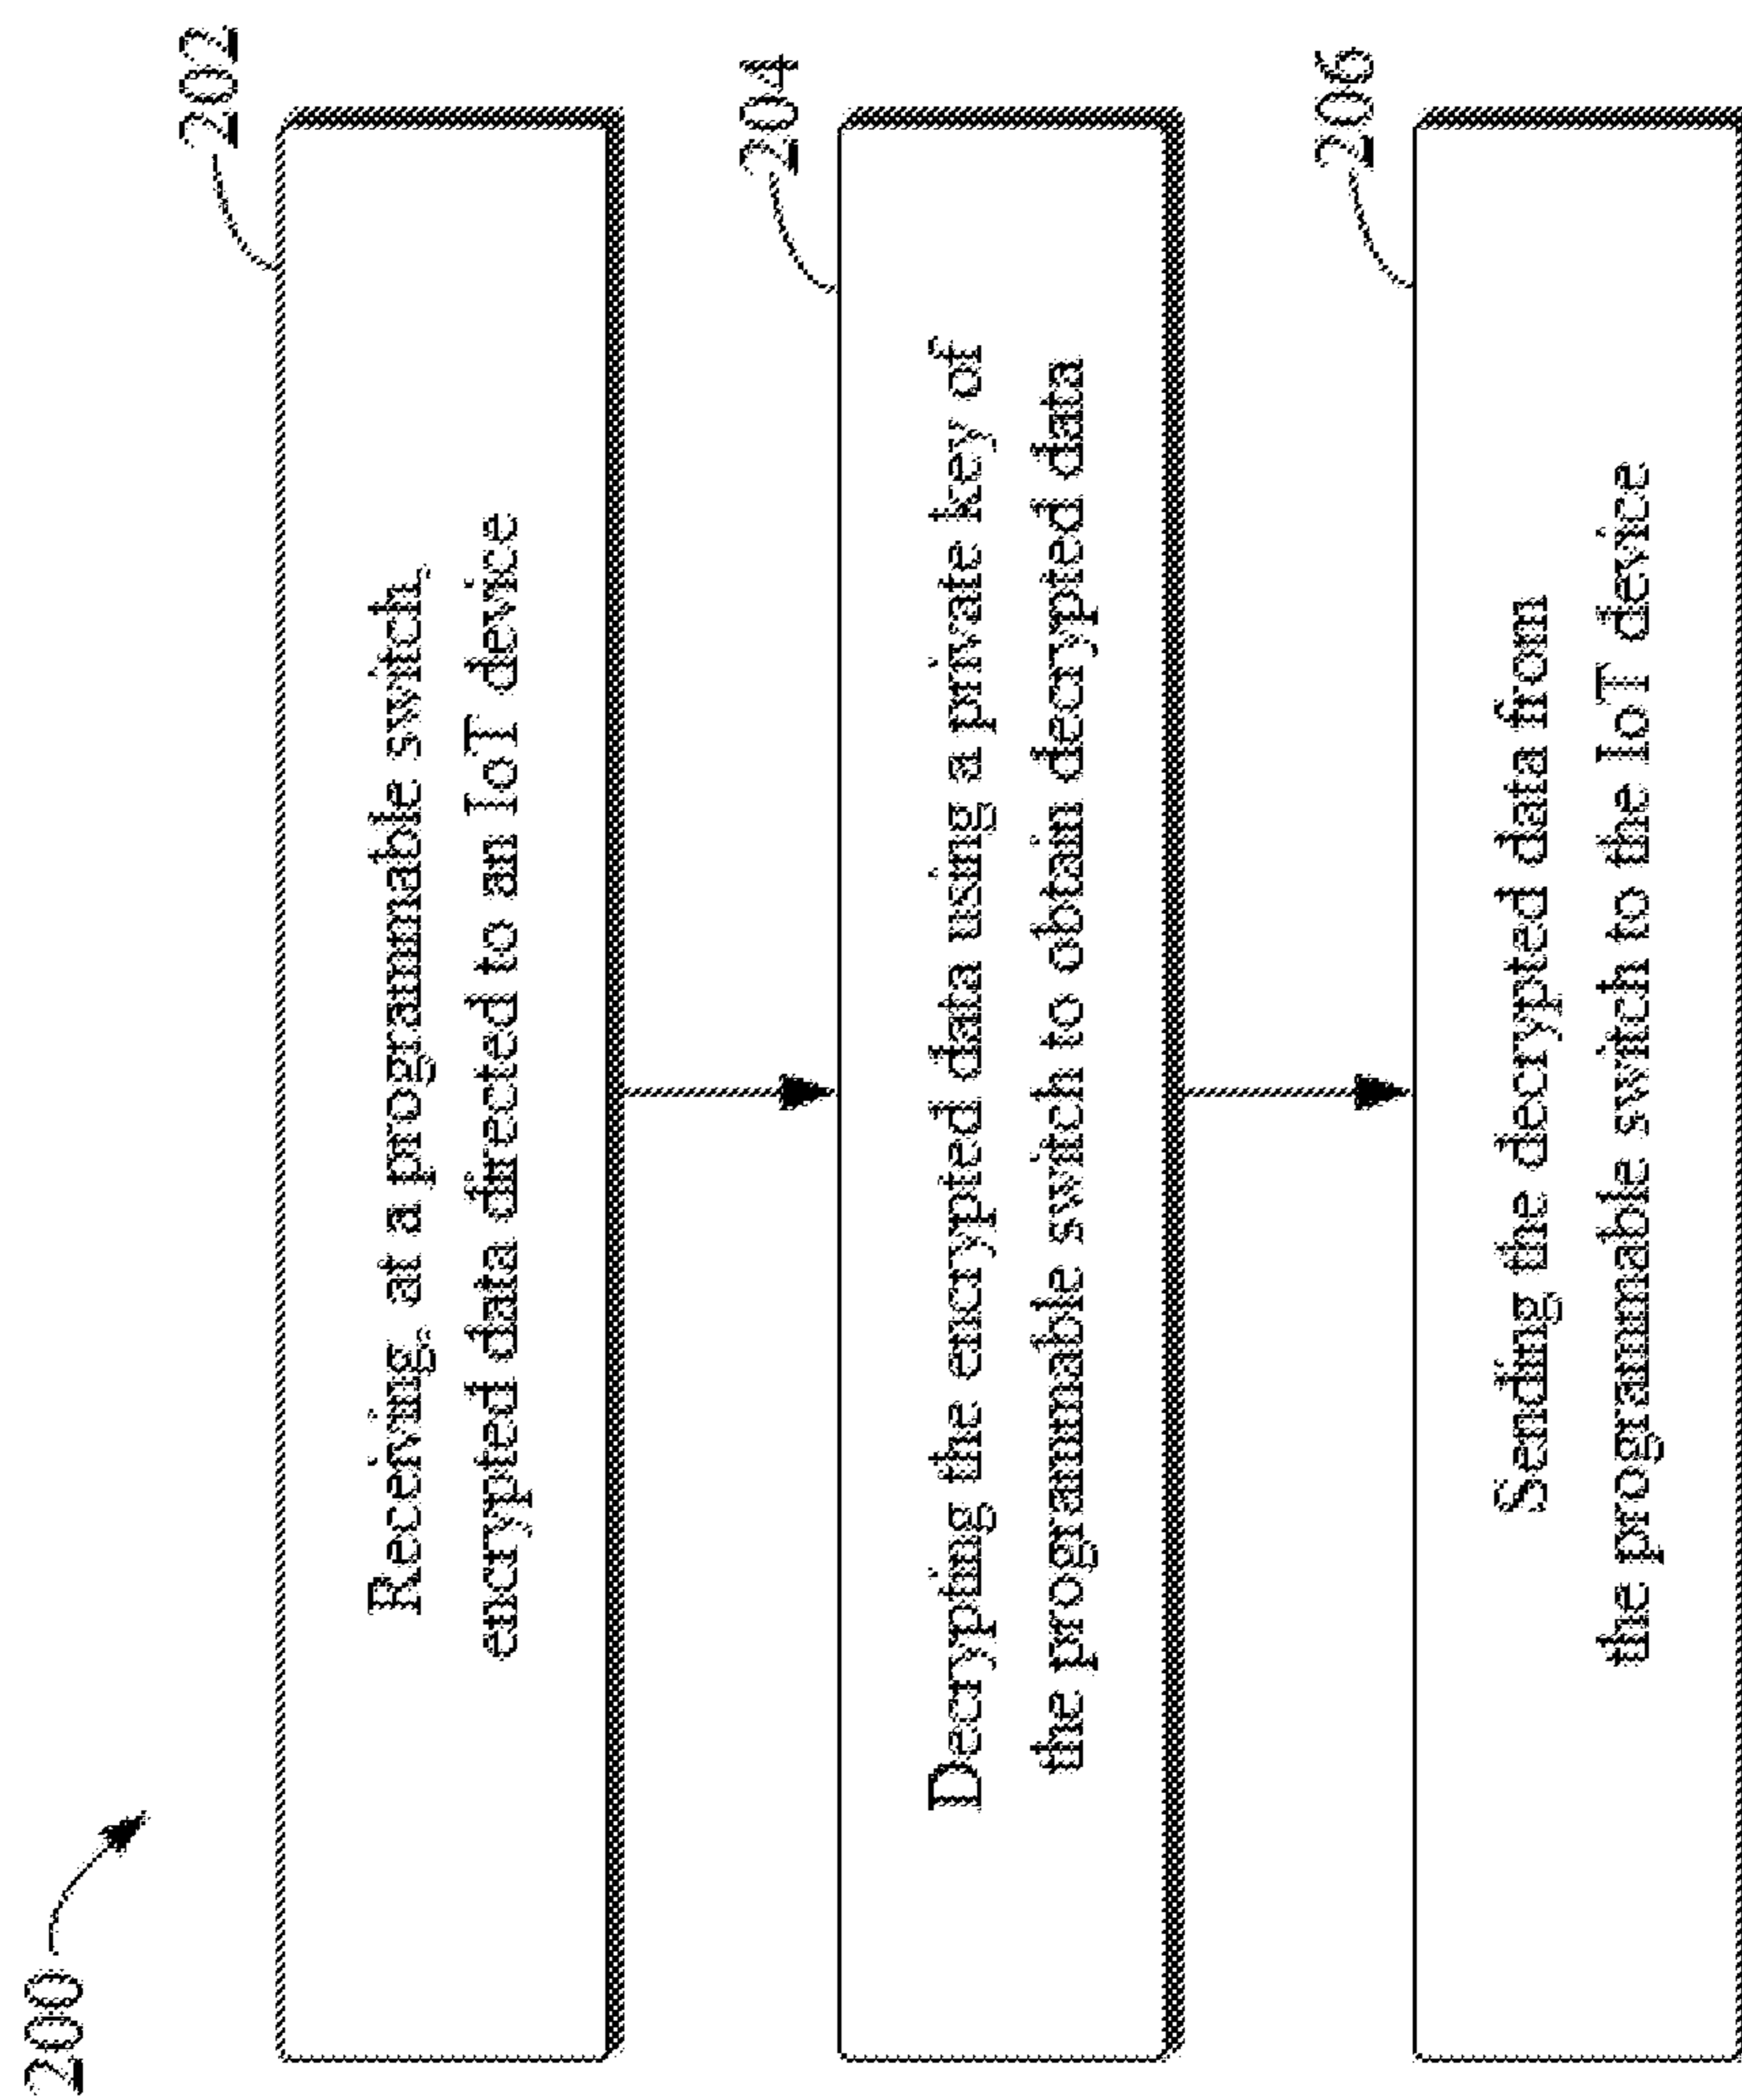 200
202
Receiving, at a programmable switch,
encrypted data directed to an IoT device
204
Decrypting the encrypted data using a private key of
the programmable switch to obtain decrypted data
206
Sending the decrypted data from
the programmable switch to the IoT device